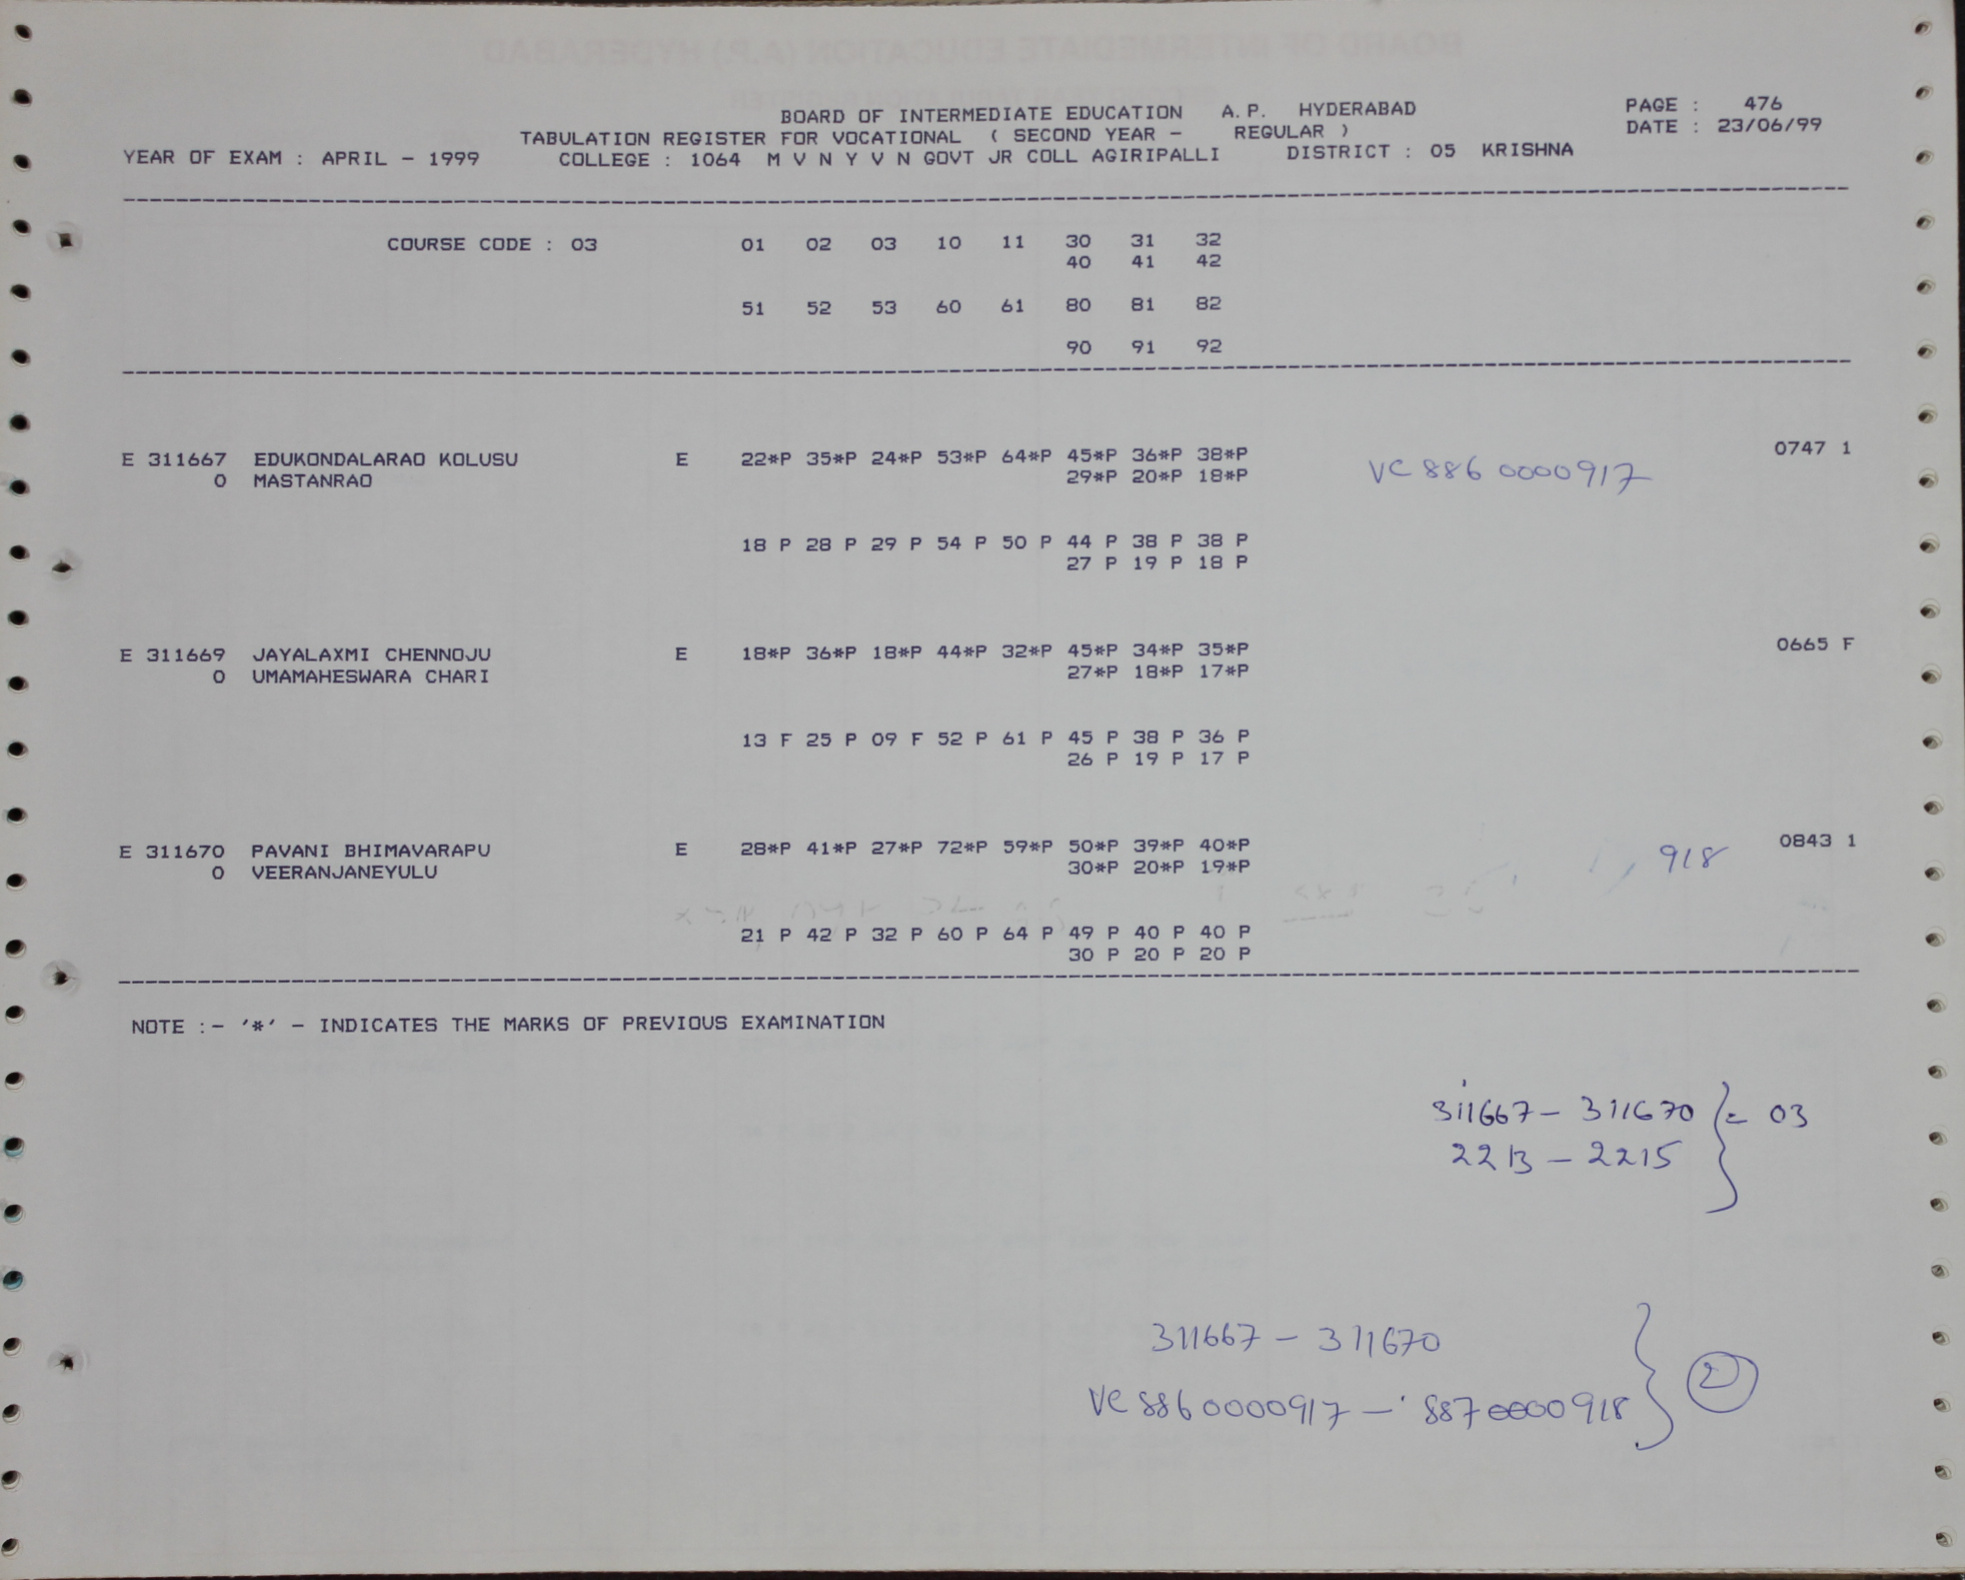 BOARD OF INTERMEDIATE EDUCATION A.P. HYDERABAD PAGE : 476
TABULATION REGISTER FOR VOCATIONAL ( SECOND YEAR - REGULAR ) DATE : 23/06/99
YEAR OF EXAM : APRIL - 1999 COLLEGE : 1064 M V N Y V N GOVT JR COLL AGIRIPALLI DISTRICT : 05 KRISHNA
COURSE CODE : 03 01 02 03 10 11 30 31 32
40 41 42
51 52 53 60 61 80 81 82
90 91 92
E 311667 EDUKONDALARAO KOLUSU E 22*P 35*P 24*P 53*P 64*P 45*P 36*P 38*P 0747 1
0 MASTANRAO 29*P 20*P 18*P VC 886 0000917
18 P 28 P 29 P 54 P 50 P 44 P 38 P 38 P
27 P 19 P 18 P
E 311669 JAYALAXMI CHENNOJU E 18*P 36*P 18*P 44*P 32*P 45*P 34*P 35*P 0665 F
0 UMAMAHESWARA CHARI 27*P 18*P 17*P
13 F 25 P 09 F 52 P 61 P 45 P 38 P 36 P
26 P 19 P 17 P
E 311670 PAVANI BHIMAVARAPU E 28*P 41*P 27*P 72*P 59*P 50*P 39*P 40*P 0843 1
0 VEERANJANEYULU 30*P 20*P 19*P 918
21 P 42 P 32 P 60 P 64 P 49 P 40 P 40 P
30 P 20 P 20 P
NOTE :- '*' - INDICATES THE MARKS OF PREVIOUS EXAMINATION
311667 - 311670 } = 03
2213 - 2215
311667 - 311670
VC 886 0000917 - 887 0000918 } 2